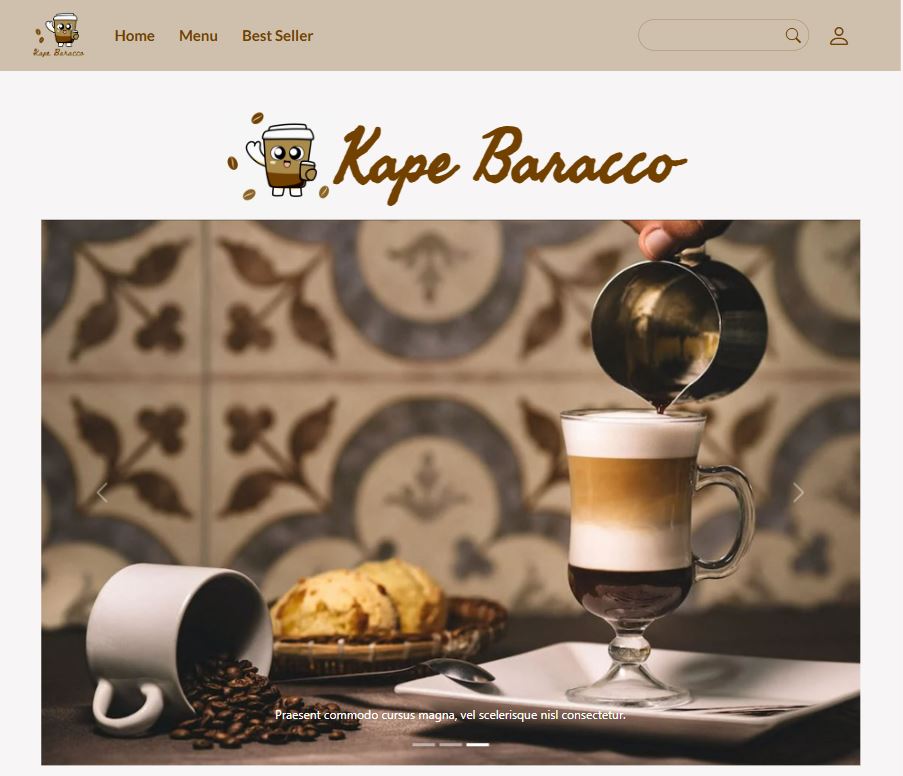 Kape Baracco
Home
Menu
Best Seller
Kape Baracco
Praesent commodo cursus magna, vel scelerisque nisl consectetur.